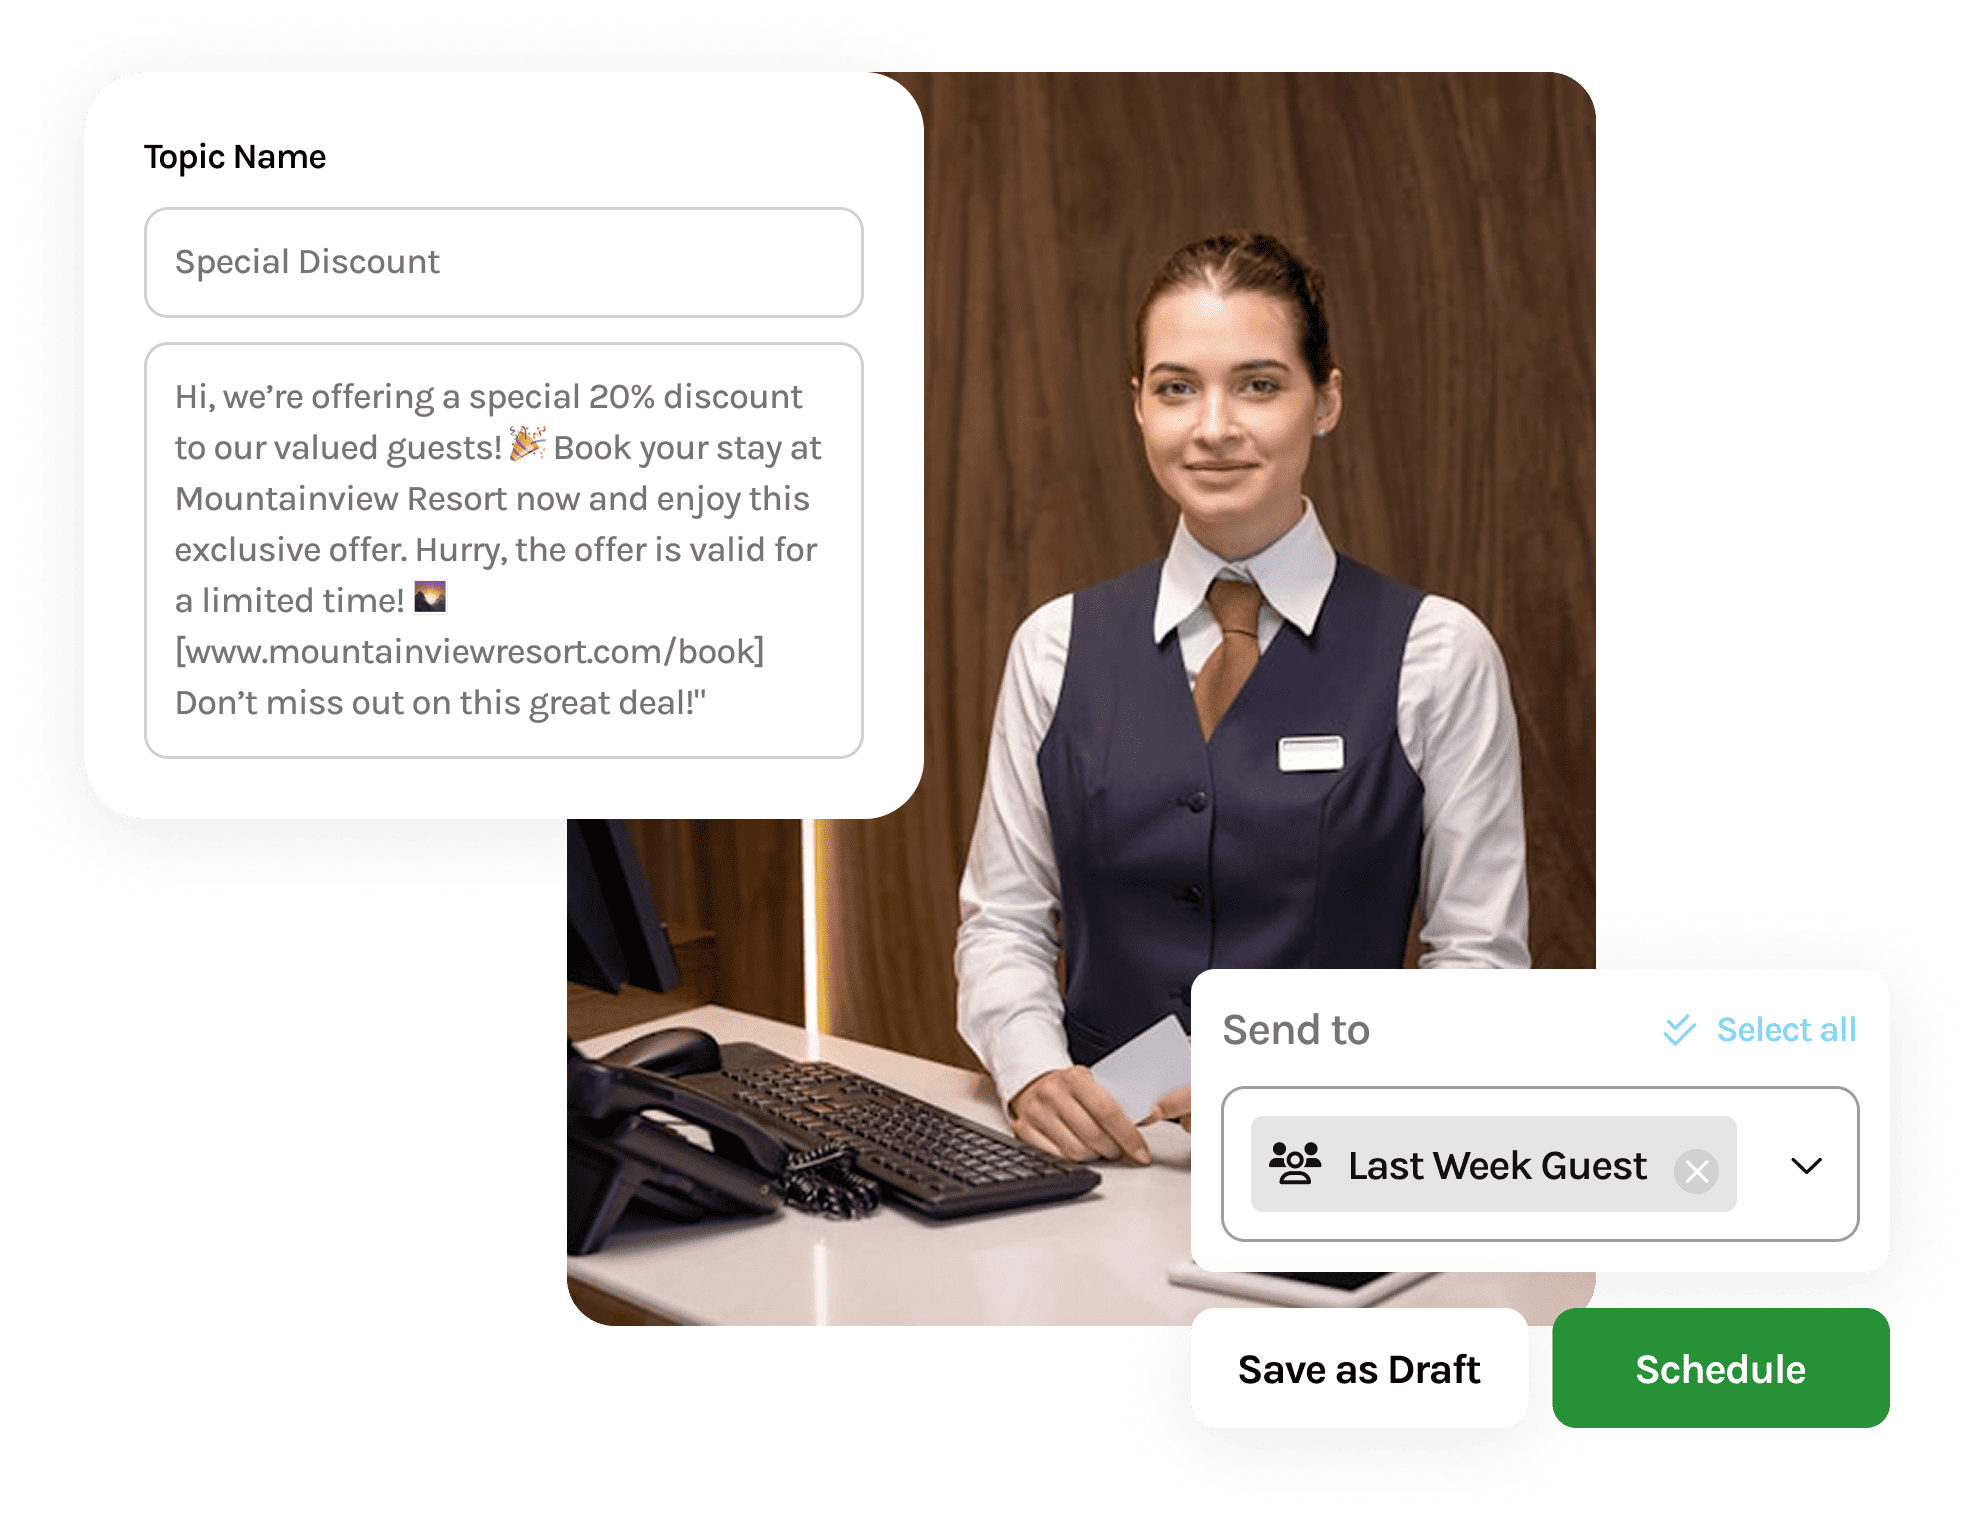 Topic Name
Special Discount
Hi, we’re offering a special 20% discount
to our valued guests! 🎉 Book your stay at
Mountainview Resort now and enjoy this
exclusive offer. Hurry, the offer is valid for
a limited time! 🌄
[www.mountainviewresort.com/book]
Don’t miss out on this great deal!"
Send to
Select all
Last Week Guest
Save as Draft
Schedule